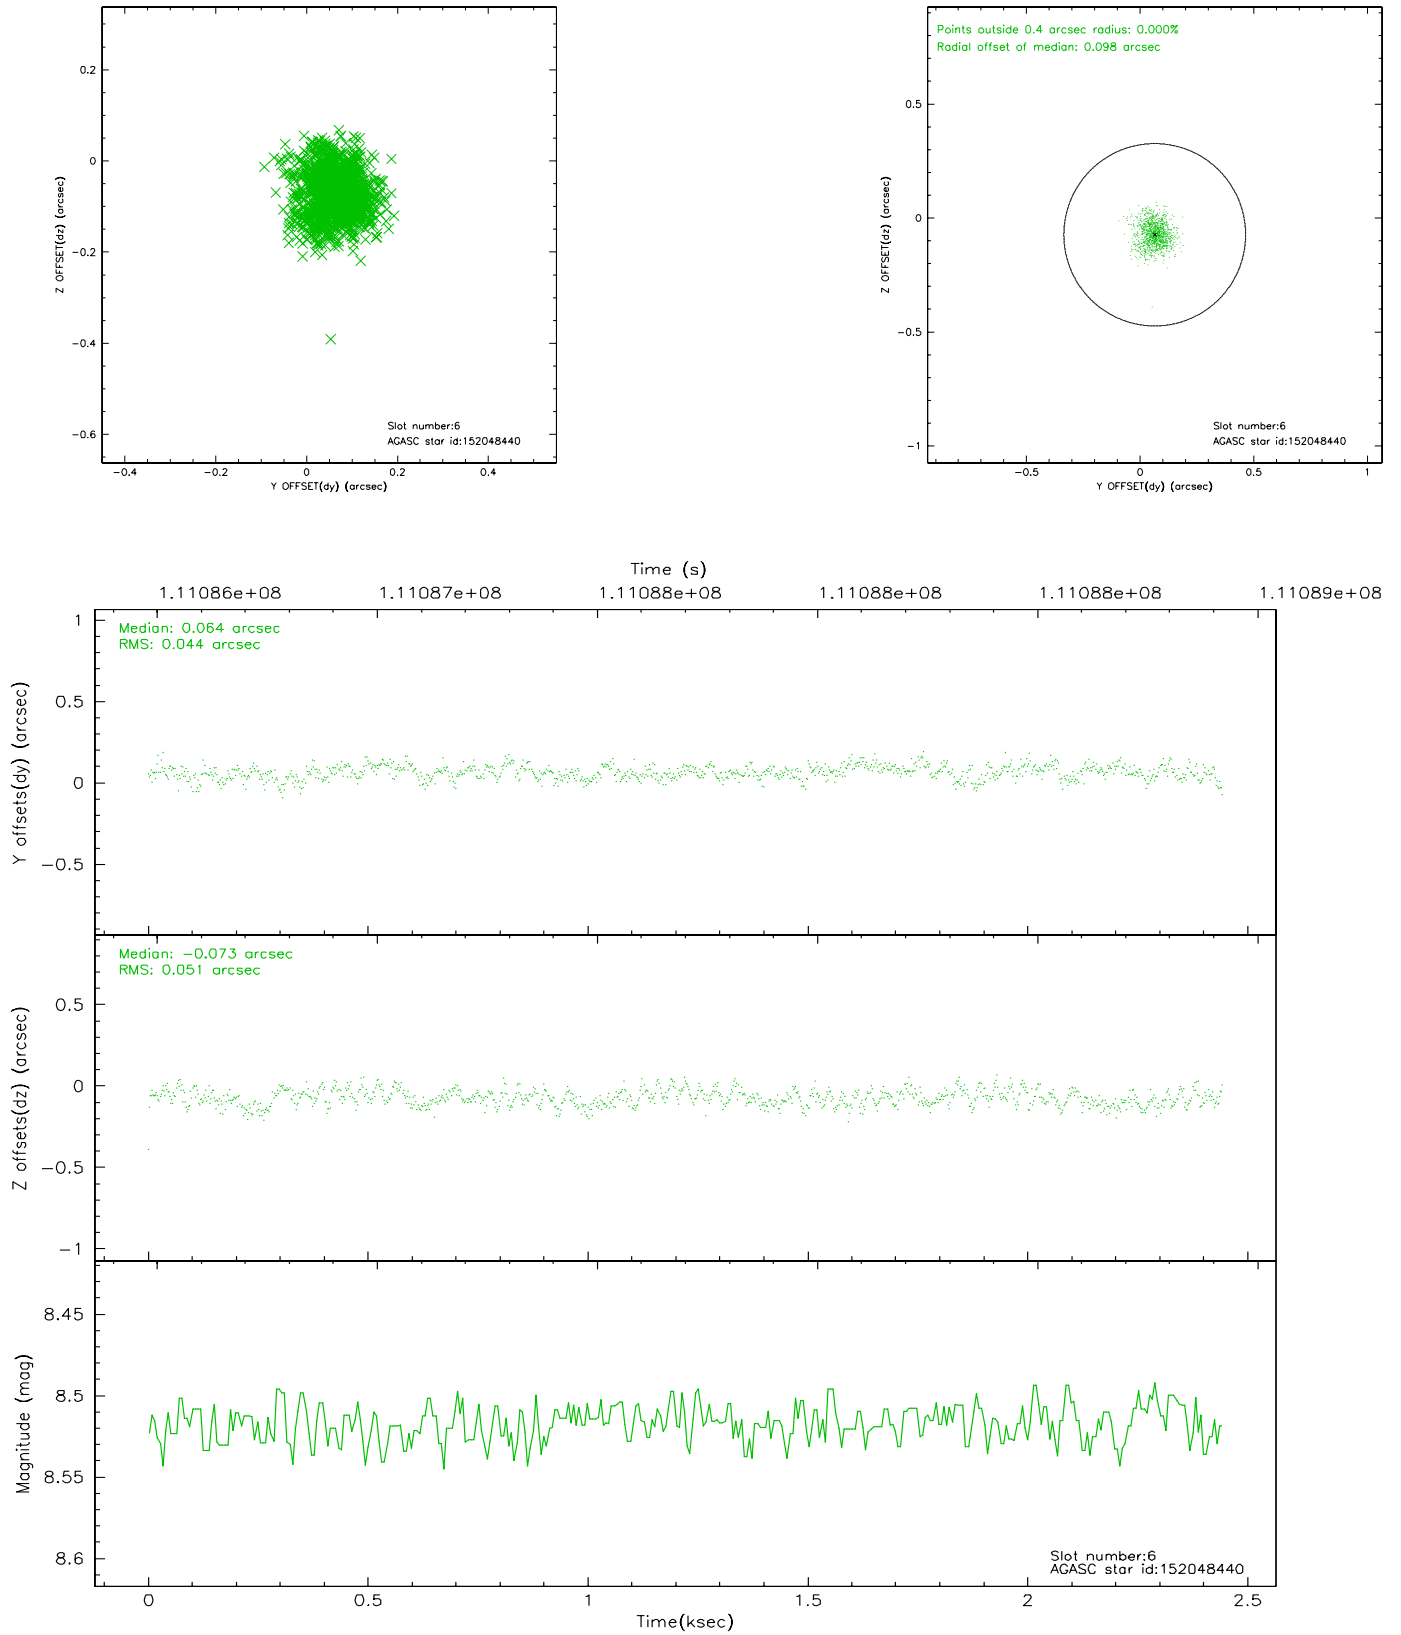 0.2
0
−0.2
−0.4
−0.6
Z OFFSET(dz) (arcsec)
Slot number:6
AGASC star id:152048440
−0.4 −0.2 0 0.2 0.4
Y OFFSET(dy) (arcsec)
Points outside 0.4 arcsec radius: 0.000%
Radial offset of median: 0.098 arcsec
0.5
0
−0.5
−1
Z OFFSET(dz) (arcsec)
Slot number:6
AGASC star id:152048440
−0.5 0 0.5 1
Y OFFSET(dy) (arcsec)
Time (s)
1.11086e+08 1.11087e+08 1.11088e+08 1.11088e+08 1.11088e+08 1.11089e+08
Median: 0.064 arcsec
RMS: 0.044 arcsec
1
0.5
0
−0.5
Y offsets(dy) (arcsec)
Median: −0.073 arcsec
RMS: 0.051 arcsec
0.5
0
−0.5
−1
Z offsets(dz) (arcsec)
8.45
8.5
8.55
8.6
Magnitude (mag)
Slot number:6
AGASC star id:152048440
0 0.5 1 1.5 2 2.5
Time(ksec)